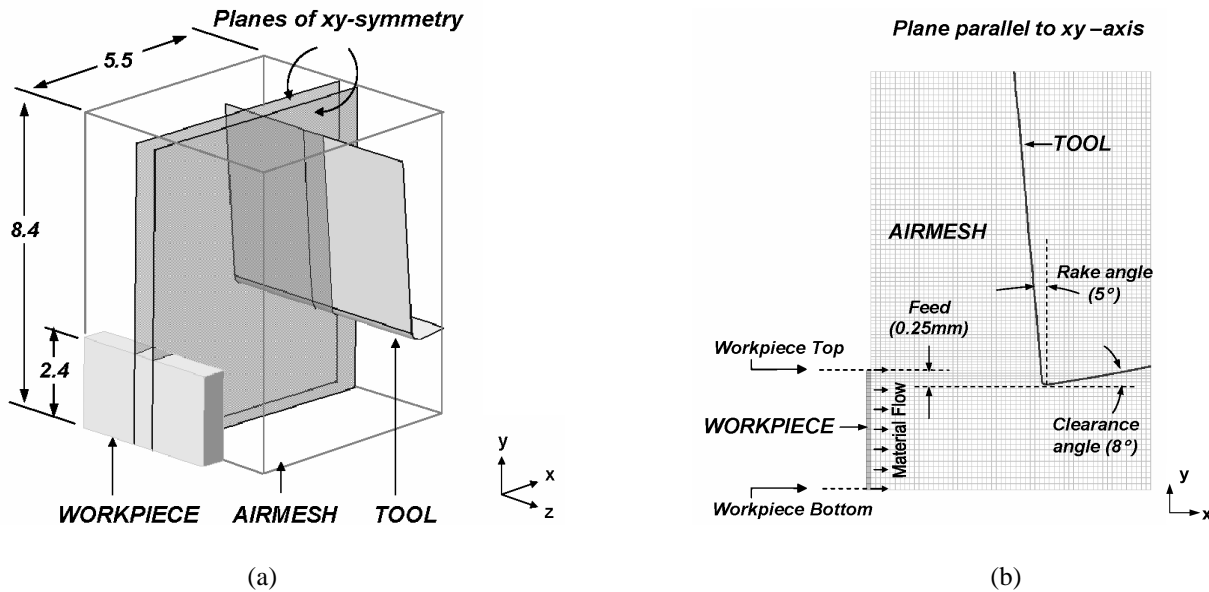 Planes of xy-symmetry
5.5
8.4
2.4
WORKPIECE
AIRMESH
TOOL
y
x
z
(a)
Plane parallel to xy –axis
TOOL
AIRMESH
Rake angle
(5°)
Feed
(0.25mm)
Workpiece Top
WORKPIECE
Material Flow
Clearance
angle (8°)
Workpiece Bottom
y
x
(b)